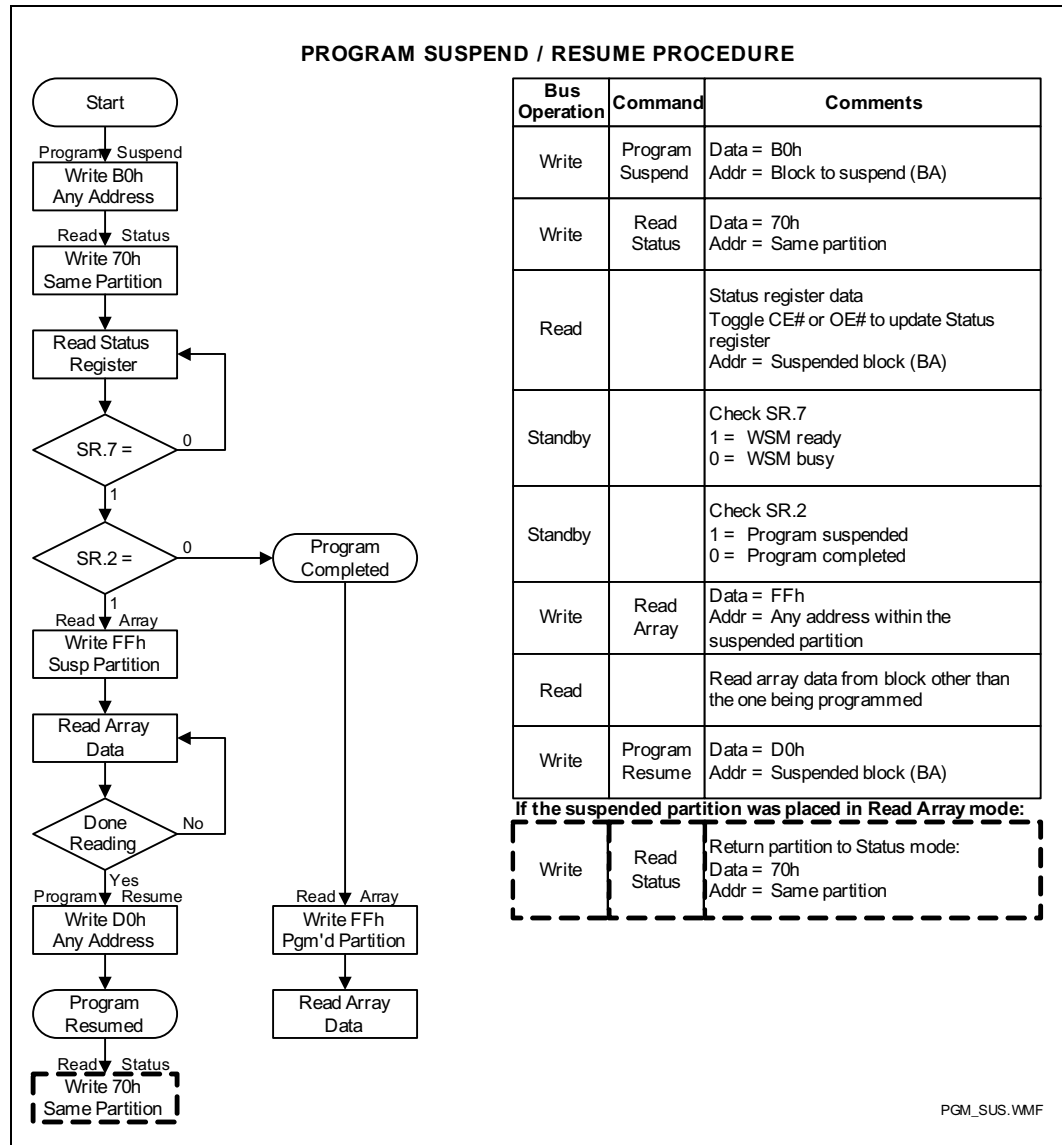 PROGRAM SUSPEND / RESUME PROCEDURE
Start
Program Suspend
Write B0h
Any Address
Read Status
Write 70h
Same Partition
Read Status
Register
SR.7 =
0
1
SR.2 =
0
Program
Completed
1
Read Array
Write FFh
Susp Partition
Read Array
Data
Done
Reading
No
Yes
Program Resume
Write D0h
Any Address
Read Array
Write FFh
Pgm'd Partition
Program
Resumed
Read Array
Data
Read Status
Write 70h
Same Partition
Bus
Operation
Command
Comments
Write
Program
Suspend
Data = B0h
Addr = Block to suspend (BA)
Write
Read
Status
Data = 70h
Addr = Same partition
Read
Status register data
Toggle CE# or OE# to update Status
register
Addr = Suspended block (BA)
Standby
Check SR.7
1 = WSM ready
0 = WSM busy
Standby
Check SR.2
1 = Program suspended
0 = Program completed
Write
Read
Array
Data = FFh
Addr = Any address within the
suspended partition
Read
Read array data from block other than
the one being programmed
Write
Program
Resume
Data = D0h
Addr = Suspended block (BA)
If the suspended partition was placed in Read Array mode:
Write
Read
Status
Return partition to Status mode:
Data = 70h
Addr = Same partition
PGM_SUS.WMF